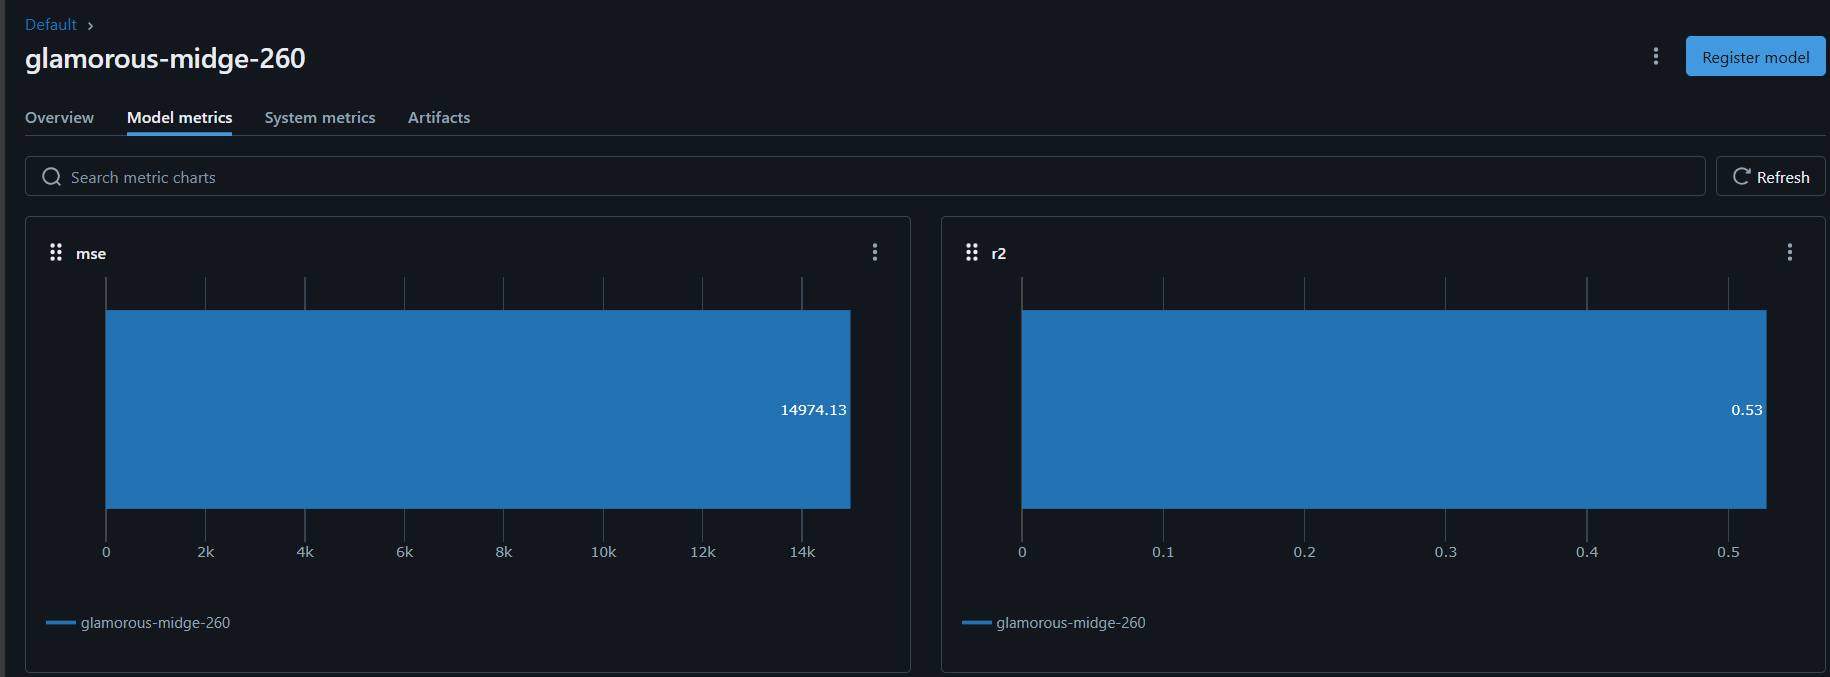 Default >
glamorous-midge-260
Register model
Overview Model metrics System metrics Artifacts
Search metric charts
Refresh
mse
14974.13
0 2k 4k 6k 8k 10k 12k 14k
glamorous-midge-260
r2
0.53
0 0.1 0.2 0.3 0.4 0.5
glamorous-midge-260